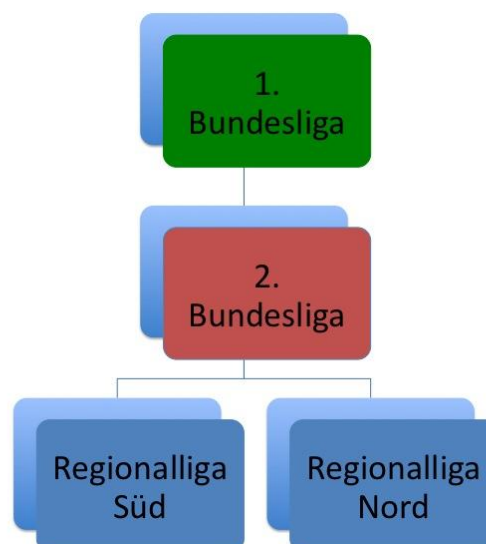 1.
Bundesliga
2.
Bundesliga
Regionalliga
Süd
Regionalliga
Nord